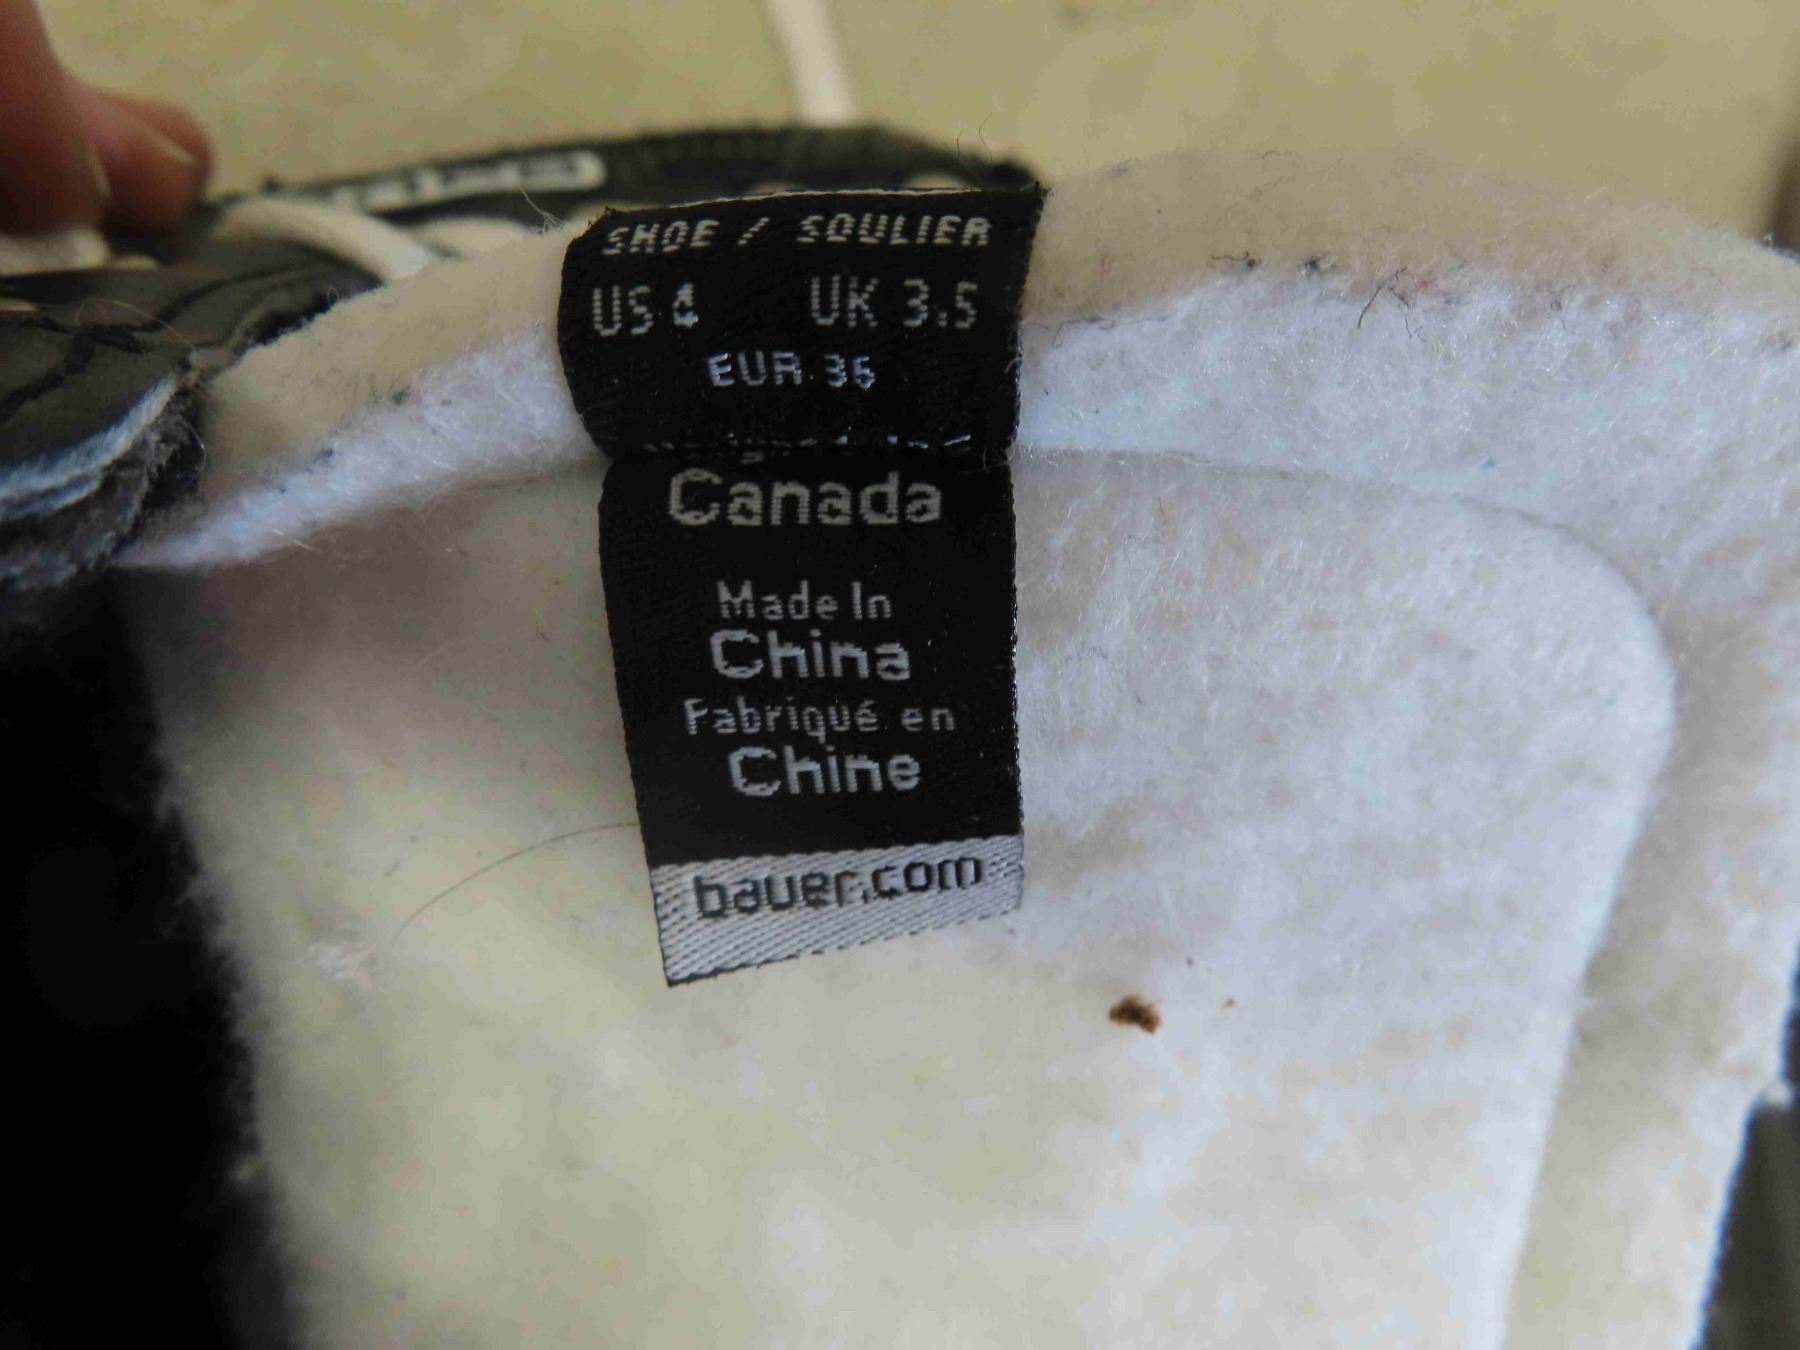 SHOE / SOULIER
US 4 UK 3.5
EUR 36
Canada
Made In
China
Fabriqué en
Chine
bauer.com